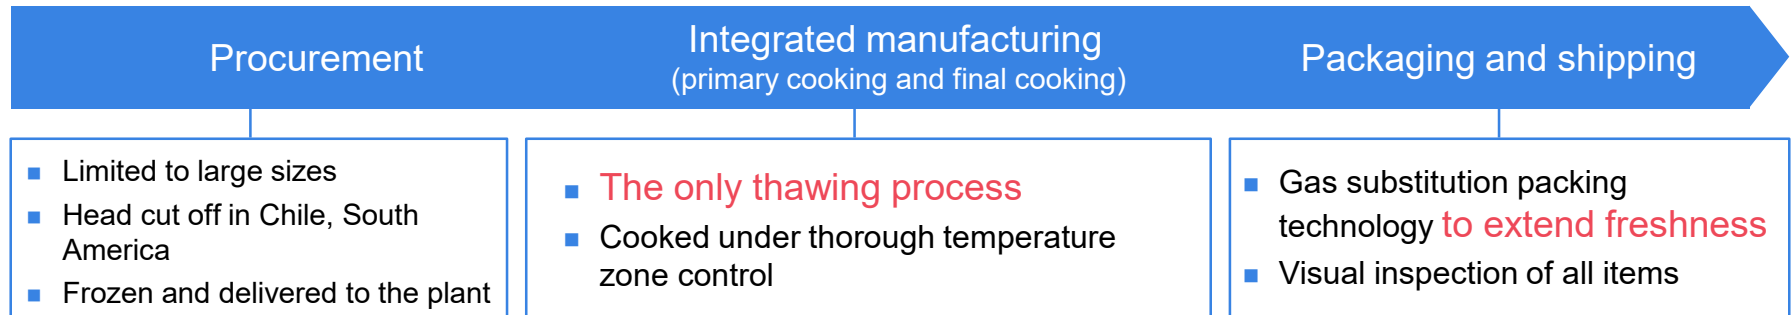 Procurement
Integrated manufacturing
(primary cooking and final cooking)
Packaging and shipping
Limited to large sizes
Head cut off in Chile, South
America
Frozen and delivered to the plant
The only thawing process
Cooked under thorough temperature
zone control
Gas substitution packing
technology to extend freshness
Visual inspection of all items